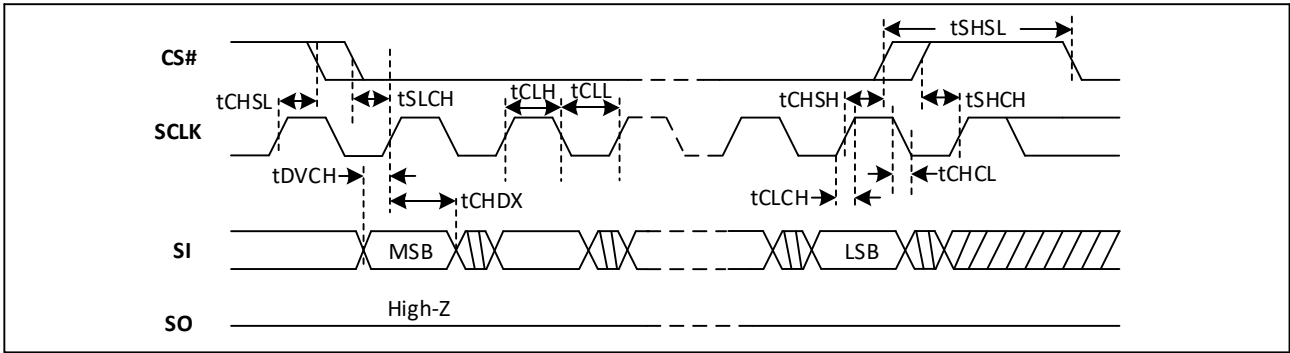 tSHSL
CS#
tCHSL
tSLCH
tCLH
tCLL
tCHSH
tSHCH
SCLK
tDVCH
tCHDX
tCLCH
tCHCL
SI
MSB
LSB
High-Z
SO